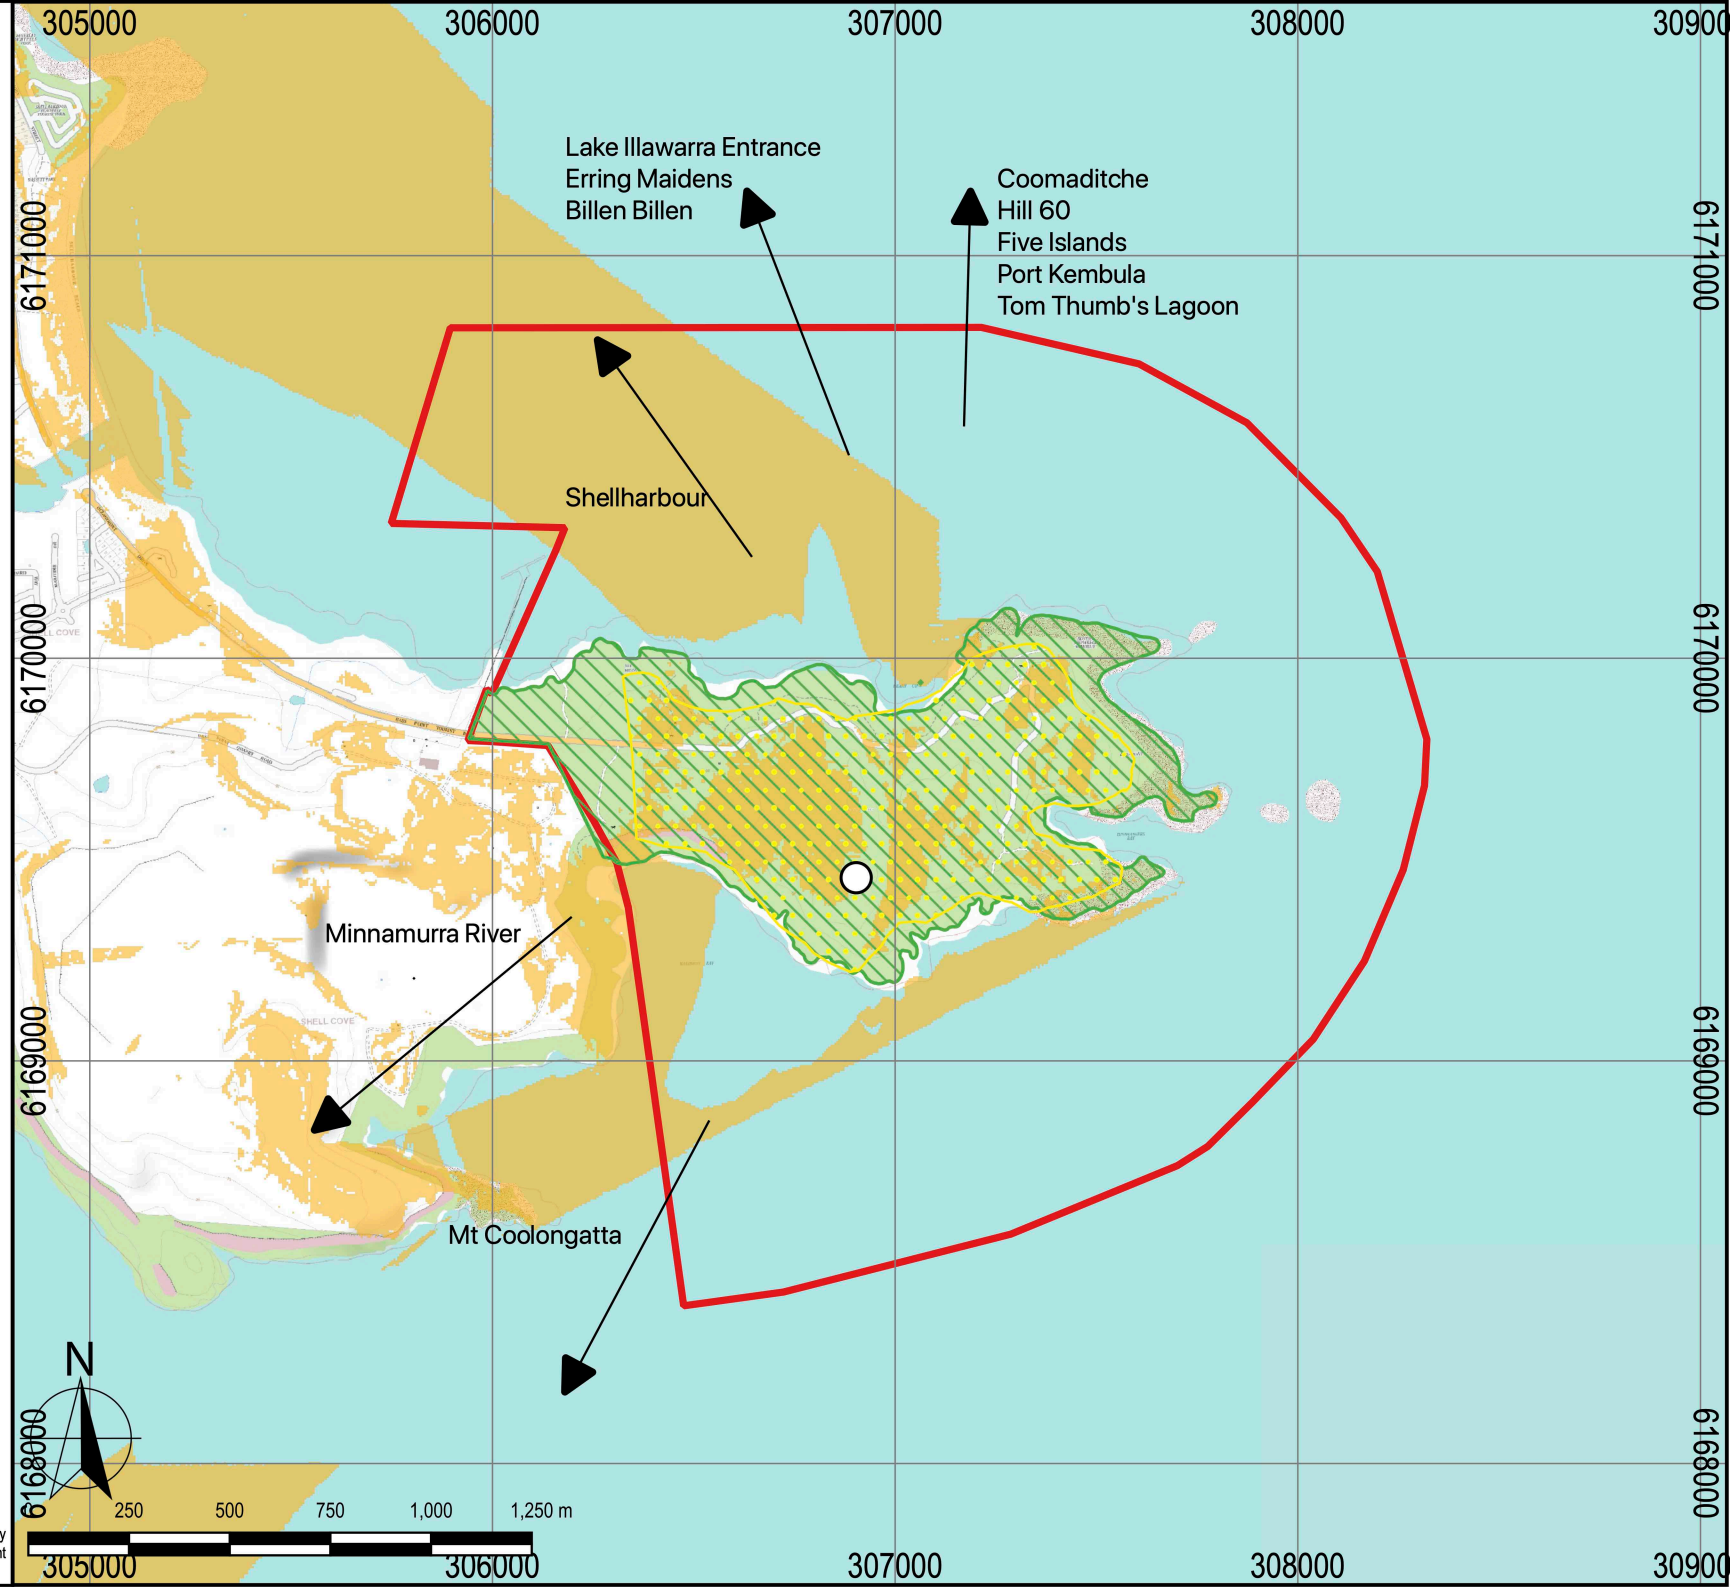 305000
306000
307000
308000
30900
Lake Illawarra Entrance
Erring Maidens
Billen Billen
Coomaditche
Hill 60
Five Islands
Port Kembula
Tom Thumb's Lagoon
6171000
6171000
Shellharbour
6170000
6170000
Minnamurra River
SHELL COVE
6169000
6169000
Mt Coolongatta
N
6168000
6168000
250
500
750
1,000
1,250 m
305000
306000
307000
308000
30900